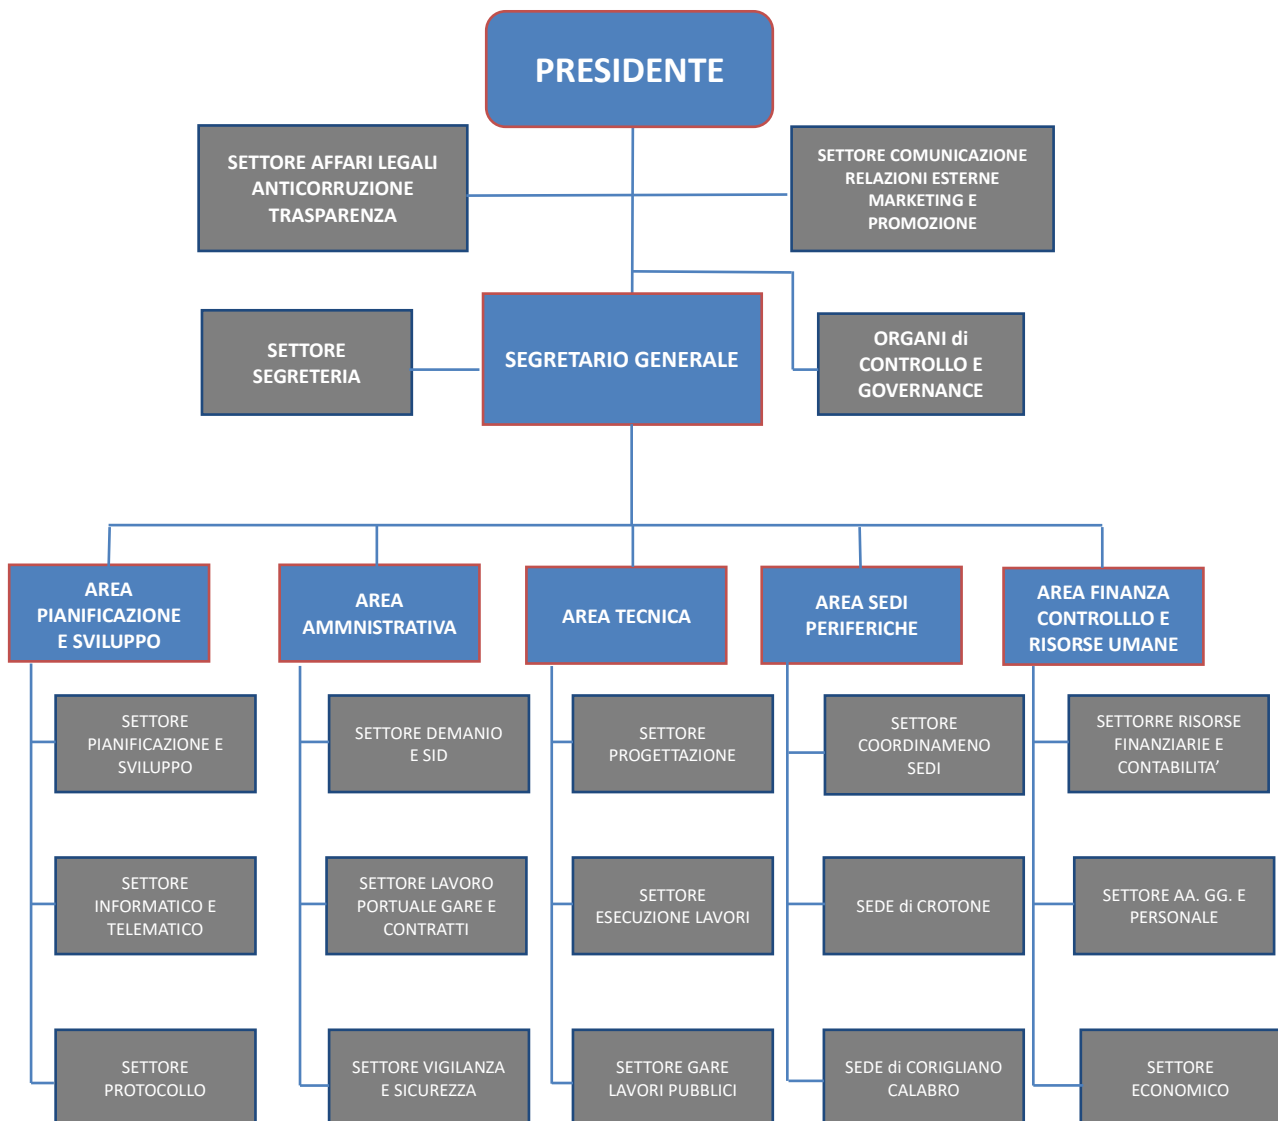 PRESIDENTE
SETTORE AFFARI LEGALI
ANTICORRUZIONE
TRASPARENZA
SETTORE COMUNICAZIONE
RELAZIONI ESTERNE
MARKETING E
PROMOZIONE
SETTORE
SEGRETERIA
SEGRETARIO GENERALE
ORGANI di
CONTROLLO E
GOVERNANCE
AREA
PIANIFICAZIONE
E SVILUPPO
AREA
AMMNISTRATIVA
AREA TECNICA
AREA SEDI
PERIFERICHE
AREA FINANZA
CONTROLLLO E
RISORSE UMANE
SETTORE
PIANIFICAZIONE E
SVILUPPO
SETTORE DEMANIO
E SID
SETTORE
PROGETTAZIONE
SETTORE
COORDINAMENO
SEDI
SETTORRE RISORSE
FINANZIARIE E
CONTABILITA’
SETTORE
INFORMATICO E
TELEMATICO
SETTORE LAVORO
PORTUALE GARE E
CONTRATTI
SETTORE
ESECUZIONE LAVORI
SEDE di CROTONE
SETTORE AA. GG. E
PERSONALE
SETTORE
PROTOCOLLO
SETTORE VIGILANZA
E SICUREZZA
SETTORE GARE
LAVORI PUBBLICI
SEDE di CORIGLIANO
CALABRO
SETTORE
ECONOMICO